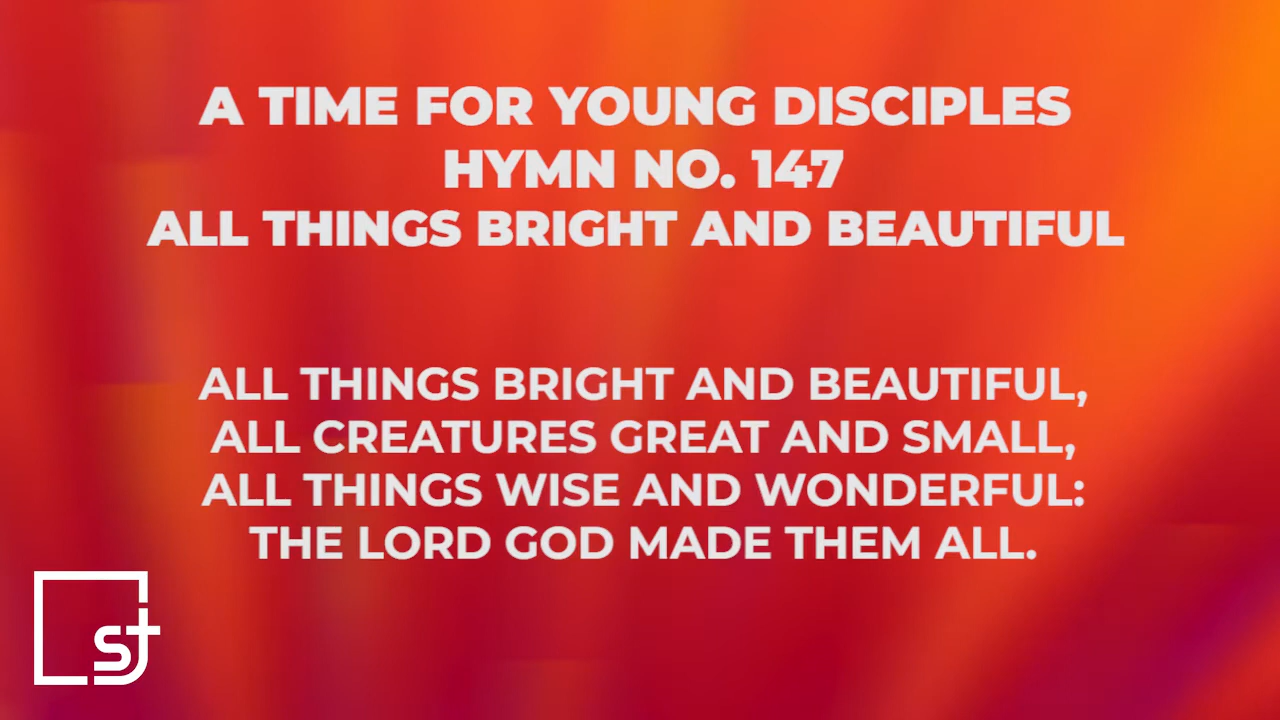 A TIME FOR YOUNG DISCIPLES
HYMN NO. 147
ALL THINGS BRIGHT AND BEAUTIFUL
ALL THINGS BRIGHT AND BEAUTIFUL,
ALL CREATURES GREAT AND SMALL,
ALL THINGS WISE AND WONDERFUL:
THE LORD GOD MADE THEM ALL.
st